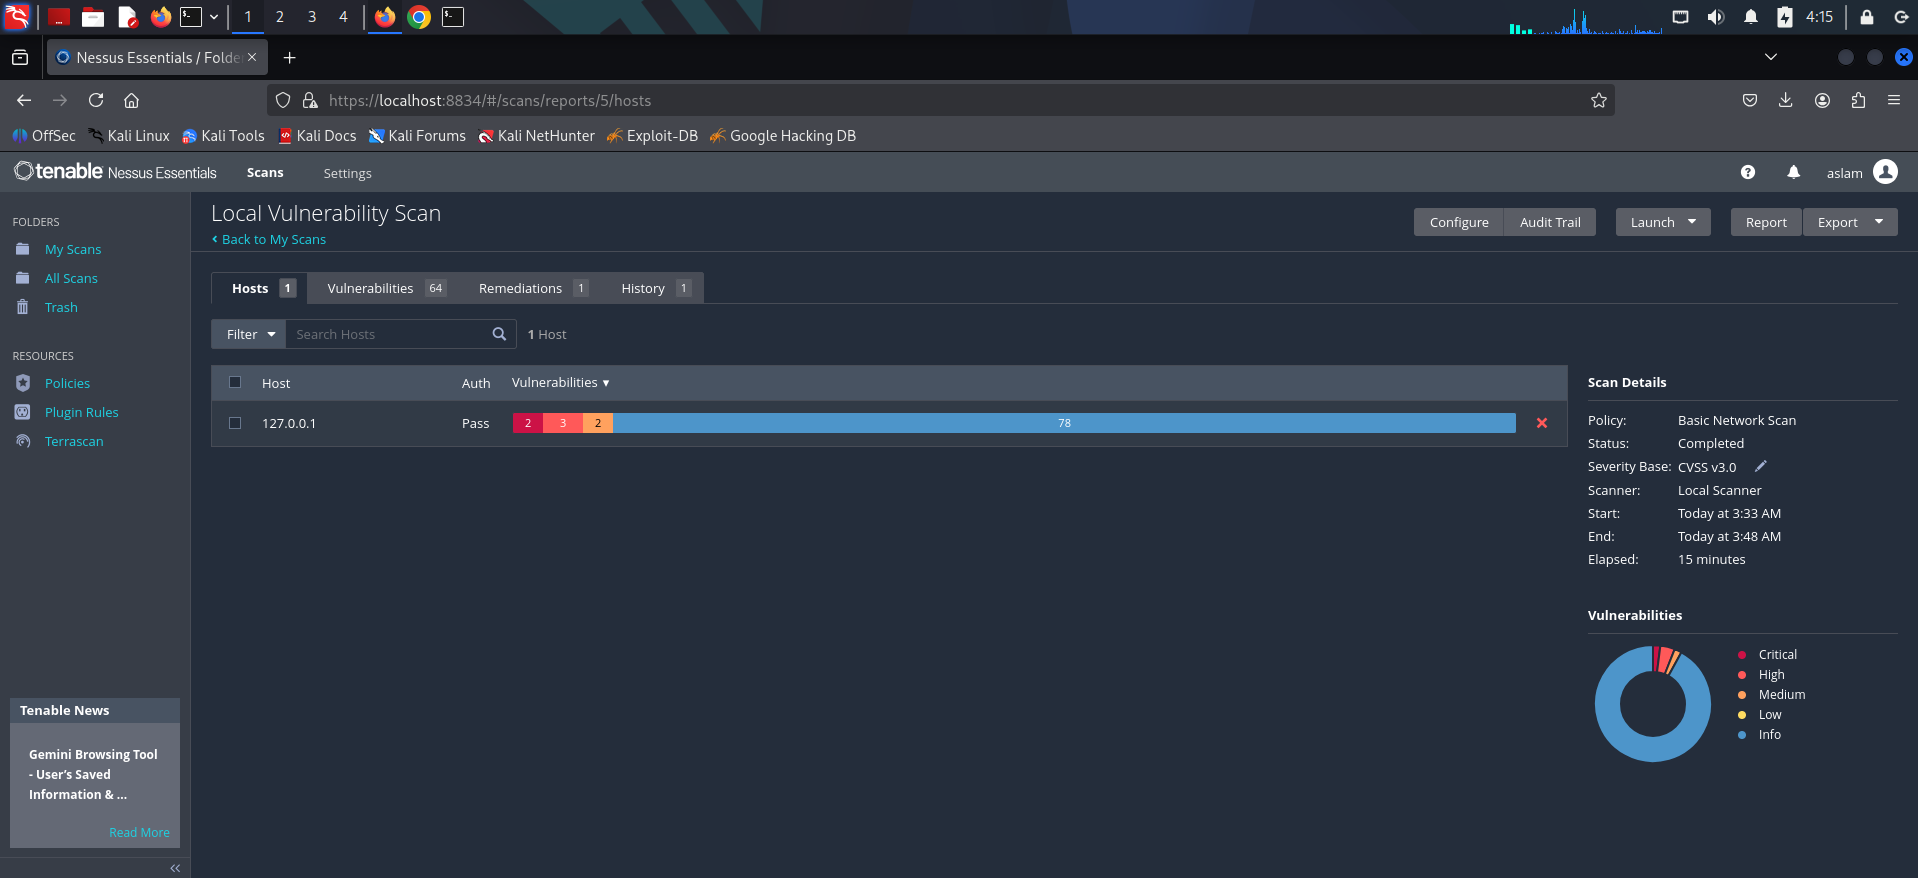 1 2 3 4
4:15
Nessus Essentials / Folde
https://localhost:8834/#/scans/reports/5/hosts
OffSec Kali Linux Kali Tools Kali Docs Kali Forums Kali NetHunter Exploit-DB Google Hacking DB
tenable Nessus Essentials Scans Settings
aslam
FOLDERS
My Scans
All Scans
Trash
RESOURCES
Policies
Plugin Rules
Terrascan
Tenable News
Gemini Browsing Tool
- User's Saved
Information & ...
Read More
Local Vulnerability Scan
Back to My Scans
Configure Audit Trail Launch Report Export
Hosts 1 Vulnerabilities 64 Remediations 1 History 1
Filter Search Hosts 1 Host
Host Auth Vulnerabilities
127.0.0.1 Pass 2 3 2 78
Scan Details
Policy: Basic Network Scan
Status: Completed
Severity Base: CVSS v3.0
Scanner: Local Scanner
Start: Today at 3:33 AM
End: Today at 3:48 AM
Elapsed: 15 minutes
Vulnerabilities
Critical
High
Medium
Low
Info